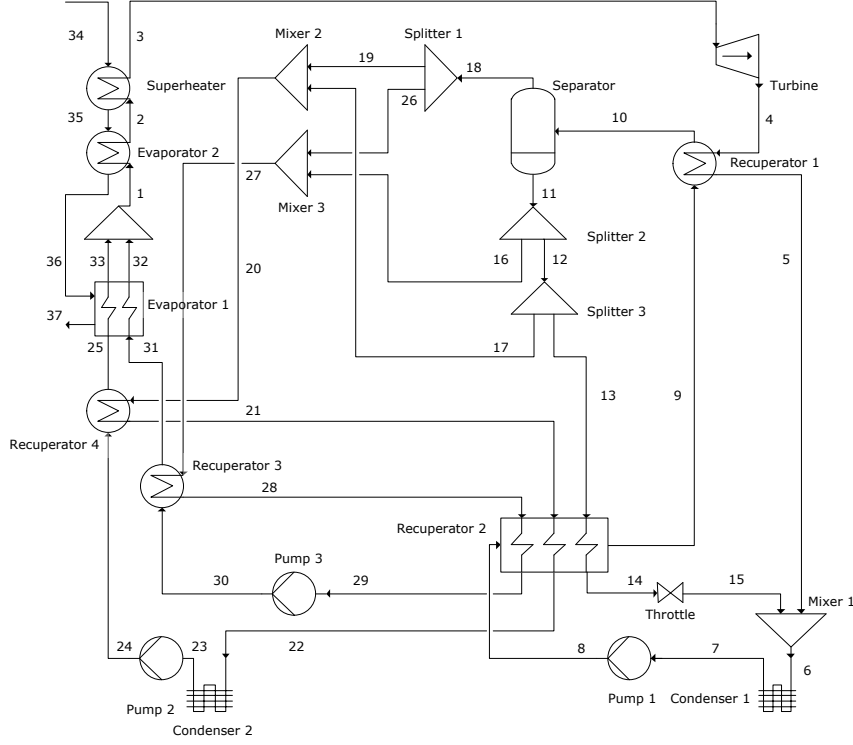 34
3
Mixer 2
Splitter 1
19
18
26
Superheater
Separator
Turbine
35
2
10
4
Evaporator 2
Recuperator 1
27
Mixer 3
1
11
Splitter 2
36
33
32
20
16
12
5
Evaporator 1
Splitter 3
37
25
31
17
13
9
21
Recuperator 4
Recuperator 3
28
Recuperator 2
Pump 3
30
29
14
15
Mixer 1
Throttle
24
23
22
8
7
6
Pump 2
Condenser 2
Pump 1
Condenser 1